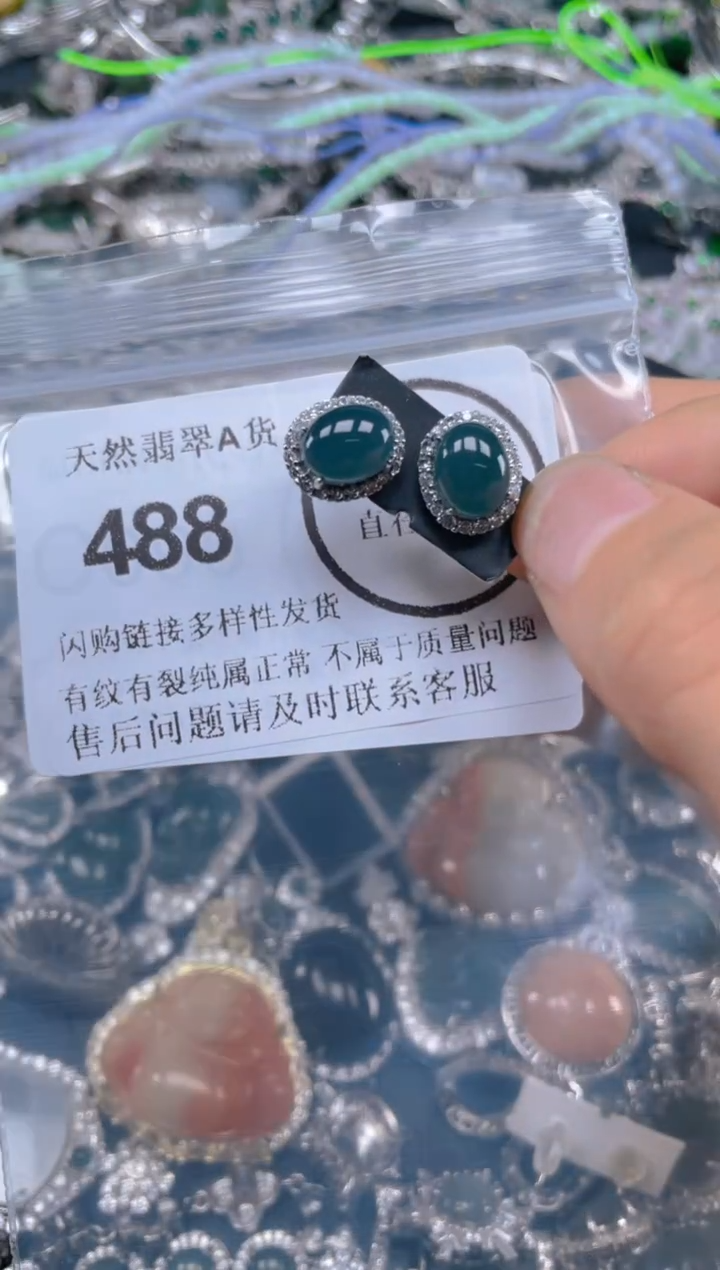 天然翡翠A货
488
直
闪购链接多样性发货
有纹有裂纯属正常 不属于质量问题
售后问题请及时联系客服